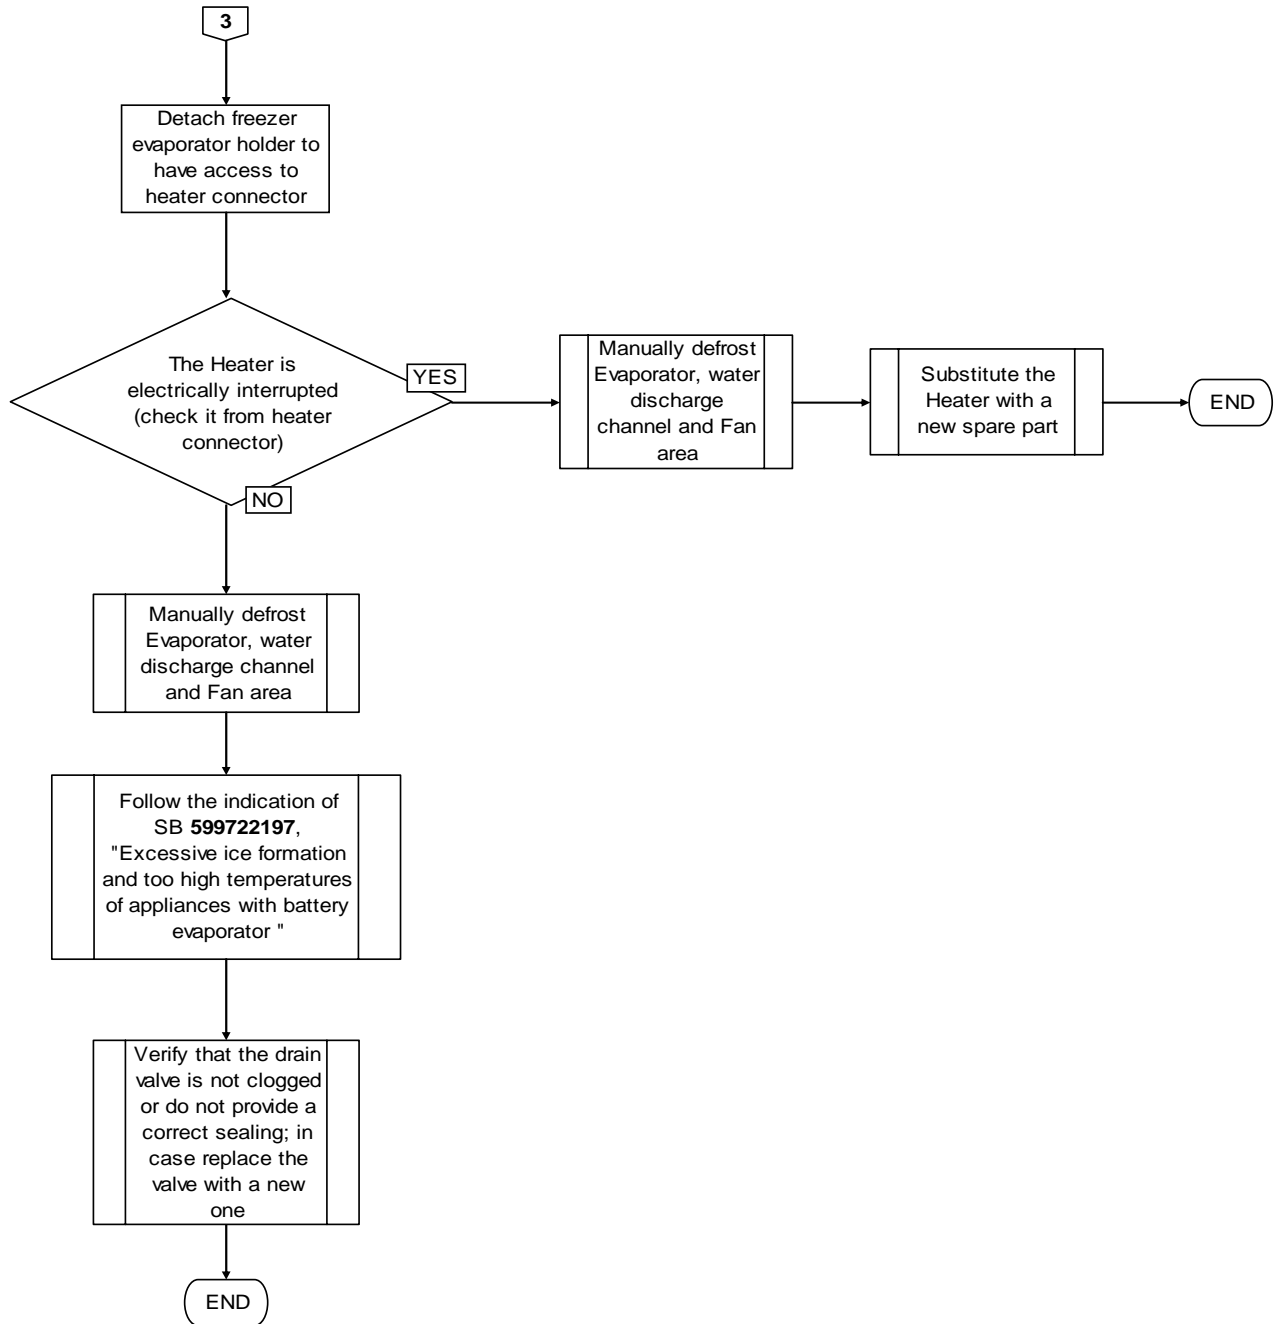 3
Detach freezer
evaporator holder to
have access to
heater connector
The Heater is
electrically interrupted
(check it from heater
connector)
YES
Manually defrost
Evaporator, water
discharge
channel and Fan
area
Substitute the
Heater with a
new spare part
END
NO
Manually defrost
Evaporator, water
discharge channel
and Fan area
Follow the indication of
SB 599722197,
"Excessive ice formation
and too high temperatures
of appliances with battery
evaporator "
Verify that the drain
valve is not clogged
or do not provide a
correct sealing; in
case replace the
valve with a new
one
END